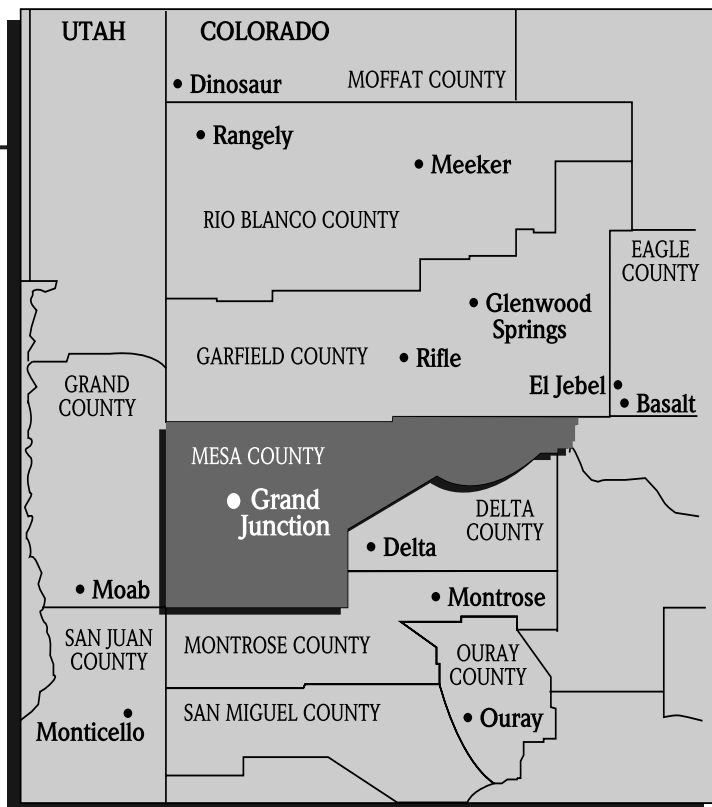 UTAH
COLORADO
Dinosaur
MOFFAT COUNTY
Rangely
Meeker
RIO BLANCO COUNTY
EAGLE
COUNTY
Glenwood
Springs
GARFIELD COUNTY
Rifle
GRAND
COUNTY
El Jebel
Basalt
MESA COUNTY
Grand
Junction
DELTA
COUNTY
Delta
Moab
Montrose
SAN JUAN
COUNTY
MONTROSE COUNTY
OURAY
COUNTY
SAN MIGUEL COUNTY
Ouray
Monticello